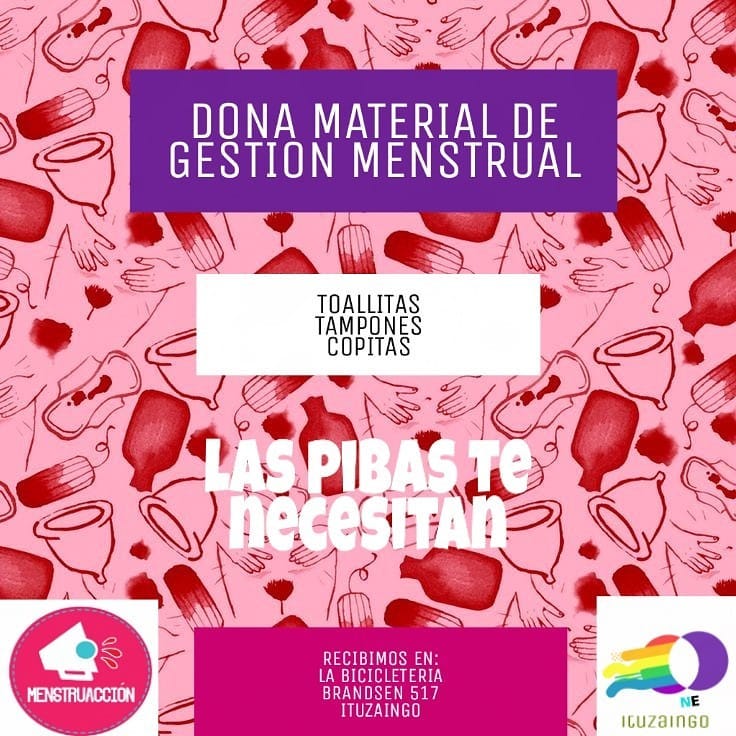 DONA MATERIAL DE
GESTION MENSTRUAL
TOALLITAS
TAMPONES
COPITAS
LAS PIBAS TE
NECESITAN
MENSTRUACCIÓN
RECIBIMOS EN:
LA BICICLETERIA
BRANDSEN 517
ITUZAINGO
NE
ITUZAINGO